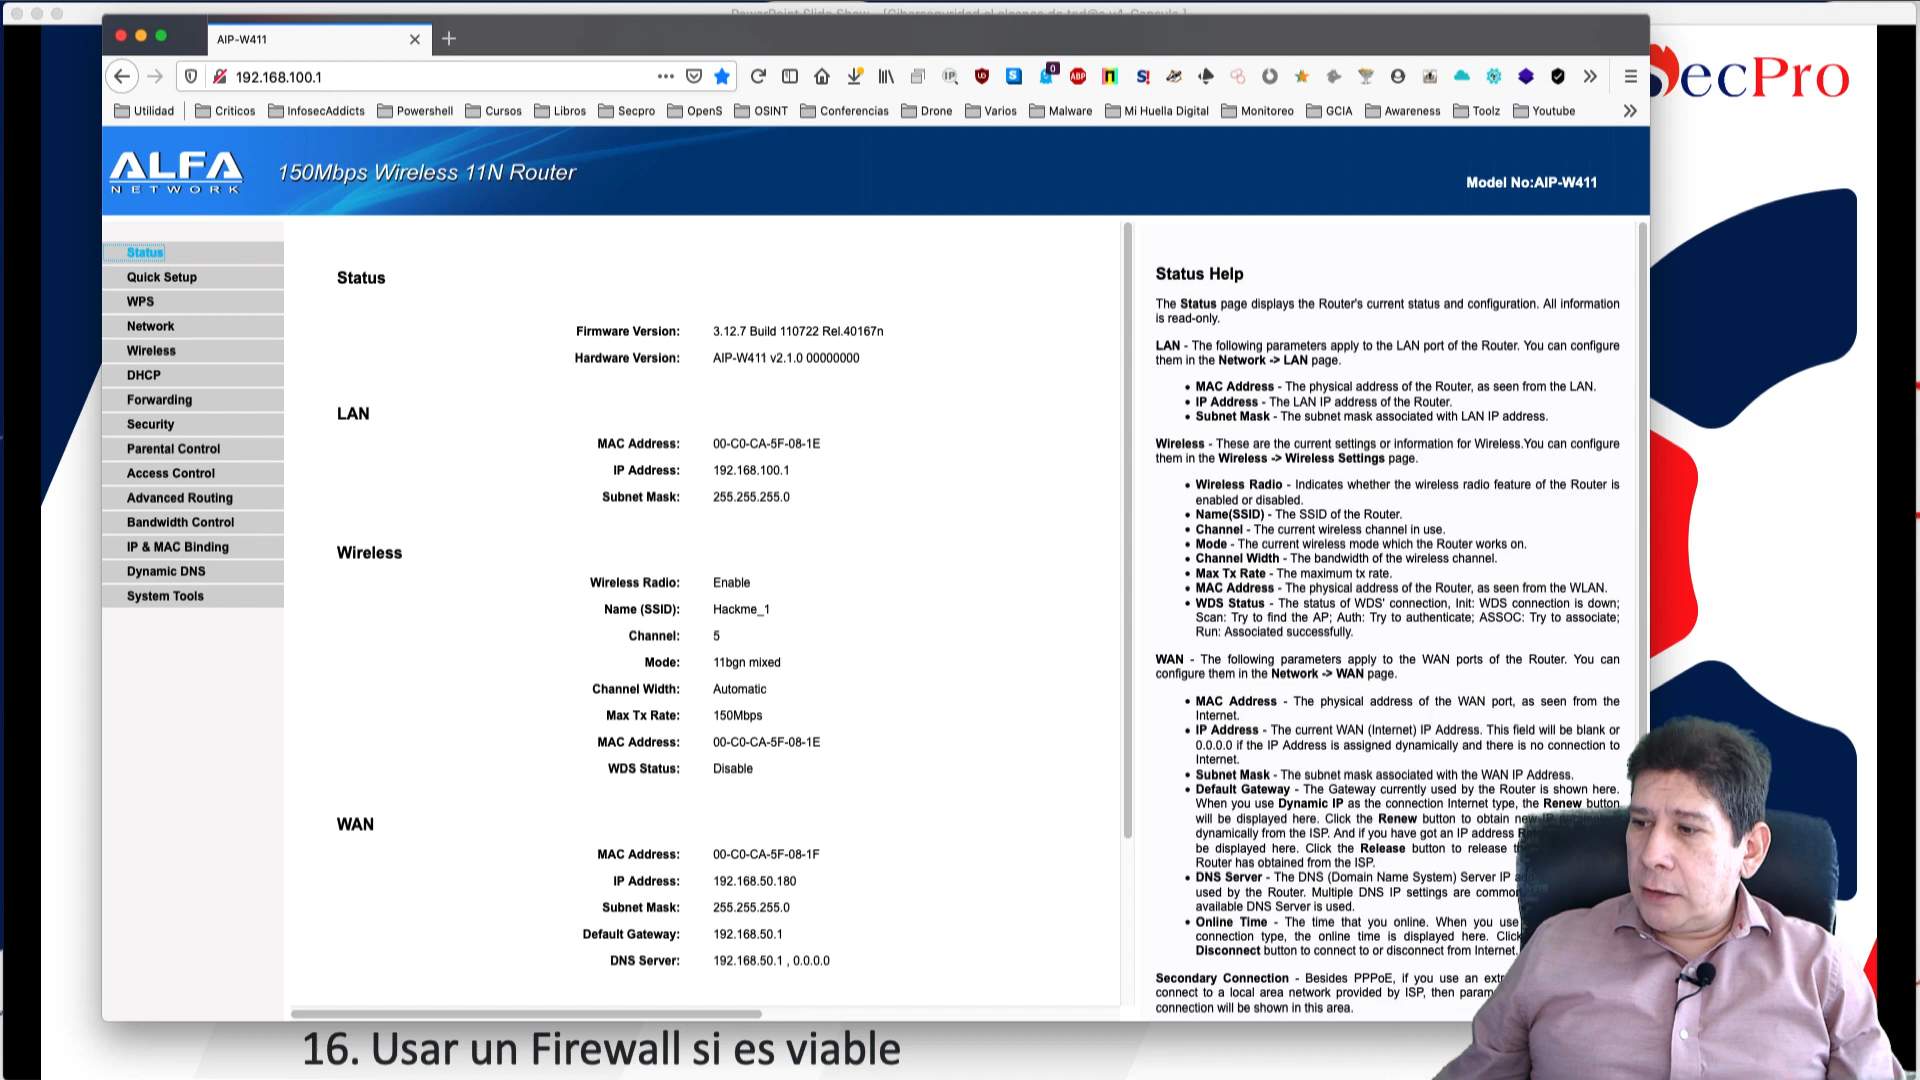 PowerPoint Slide Show - [Ciberseguridad al alcance de tod@s v4-Capsula ]
AIP-W411
192.168.100.1
0
IP
ABP
Utilidad
Criticos
InfosecAddicts
Powershell
Cursos
Libros
Secpro
OpenS
OSINT
Conferencias
Drone
Varios
Malware
Mi Huella Digital
Monitoreo
GCIA
Awareness
Toolz
Youtube
SecPro
ALFA
NETWORK
150Mbps Wireless 11N Router
Model No:AIP-W411
Status
Quick Setup
WPS
Network
Wireless
DHCP
Forwarding
Security
Parental Control
Access Control
Advanced Routing
Bandwidth Control
IP & MAC Binding
Dynamic DNS
System Tools
Status
Firmware Version: 3.12.7 Build 110722 Rel.40167n
Hardware Version: AIP-W411 v2.1.0 00000000
LAN
MAC Address: 00-C0-CA-5F-08-1E
IP Address: 192.168.100.1
Subnet Mask: 255.255.255.0
Wireless
Wireless Radio: Enable
Name (SSID): Hackme_1
Channel: 5
Mode: 11bgn mixed
Channel Width: Automatic
Max Tx Rate: 150Mbps
MAC Address: 00-C0-CA-5F-08-1E
WDS Status: Disable
WAN
MAC Address: 00-C0-CA-5F-08-1F
IP Address: 192.168.50.180
Subnet Mask: 255.255.255.0
Default Gateway: 192.168.50.1
DNS Server: 192.168.50.1 , 0.0.0.0
Status Help
The Status page displays the Router's current status and configuration. All information
is read-only.
LAN - The following parameters apply to the LAN port of the Router. You can configure
them in the Network -> LAN page.
• MAC Address - The physical address of the Router, as seen from the LAN.
• IP Address - The LAN IP address of the Router.
• Subnet Mask - The subnet mask associated with LAN IP address.
Wireless - These are the current settings or information for Wireless.You can configure
them in the Wireless -> Wireless Settings page.
• Wireless Radio - Indicates whether the wireless radio feature of the Router is
enabled or disabled.
• Name(SSID) - The SSID of the Router.
• Channel - The current wireless channel in use.
• Mode - The current wireless mode which the Router works on.
• Channel Width - The bandwidth of the wireless channel.
• Max Tx Rate - The maximum tx rate.
• MAC Address - The physical address of the Router, as seen from the WLAN.
• WDS Status - The status of WDS' connection, Init: WDS connection is down;
Scan: Try to find the AP; Auth: Try to authenticate; ASSOC: Try to associate;
Run: Associated successfully.
WAN - The following parameters apply to the WAN ports of the Router. You can
configure them in the Network -> WAN page.
• MAC Address - The physical address of the WAN port, as seen from the
Internet.
• IP Address - The current WAN (Internet) IP Address. This field will be blank or
0.0.0.0 if the IP Address is assigned dynamically and there is no connection to
Internet.
• Subnet Mask - The subnet mask associated with the WAN IP Address.
• Default Gateway - The Gateway currently used by the Router is shown here.
When you use Dynamic IP as the connection Internet type, the Renew button
will be displayed here. Click the Renew button to obtain new IP
dynamically from the ISP. And if you have got an IP address
be displayed here. Click the Release button to release
Router has obtained from the ISP.
• DNS Server - The DNS (Domain Name System) Server IP
used by the Router. Multiple DNS IP settings are common
available DNS Server is used.
• Online Time - The time that you online. When you use
connection type, the online time is displayed here. Click
Disconnect button to connect to or disconnect from Internet.
Secondary Connection - Besides PPPoE, if you use an
connect to a local area network provided by ISP, then
connection will be shown in this area.
16. Usar un Firewall si es viable